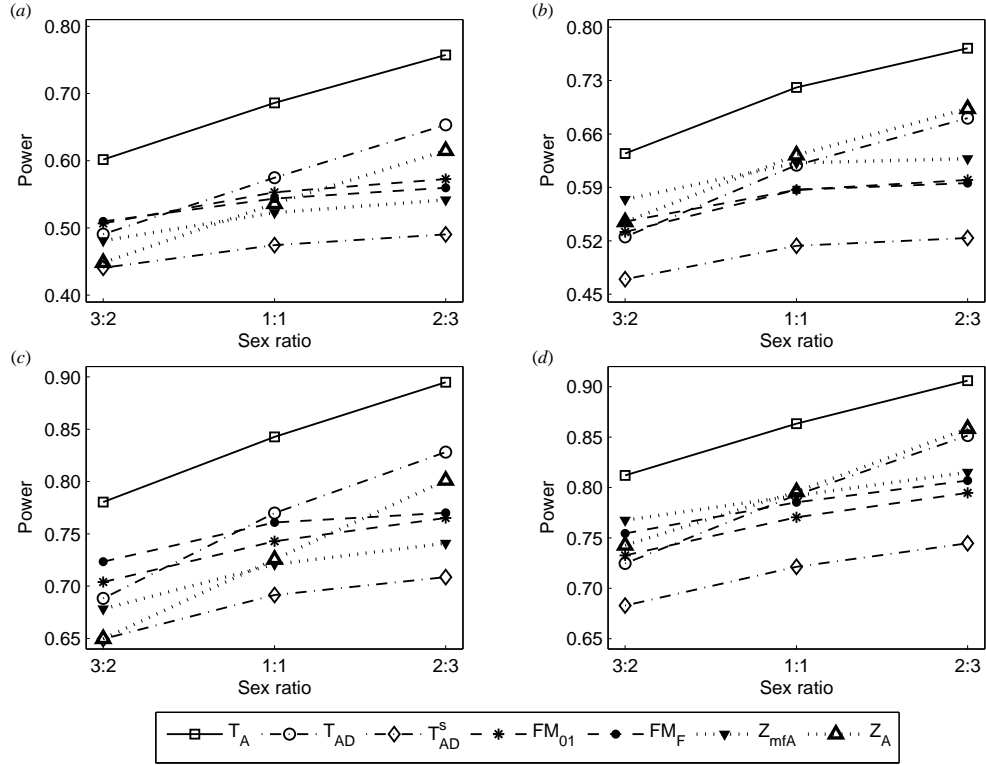 (a)
0.80
0.70
0.60
0.50
0.40
Power
3:2 1:1 2:3
Sex ratio
(b)
0.80
0.73
0.66
0.59
0.52
0.45
Power
3:2 1:1 2:3
Sex ratio
(c)
0.90
0.85
0.80
0.75
0.70
0.65
Power
3:2 1:1 2:3
Sex ratio
(d)
0.90
0.85
0.80
0.75
0.70
0.65
Power
3:2 1:1 2:3
Sex ratio
T_A T_AD T^s_AD FM_01 FM_F Z_mfA Z_A